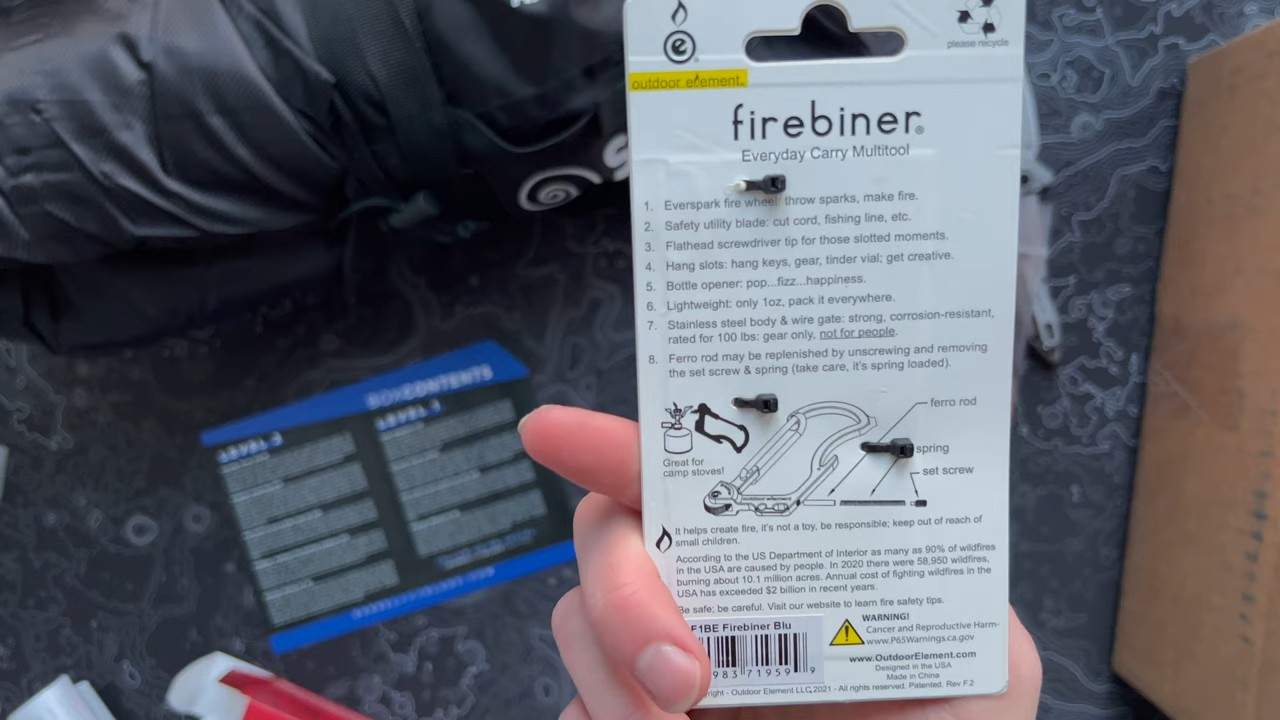 e
please recycle
outdoor element
firebiner®
Everyday Carry Multitool
1. Everspark fire wheel: throw sparks, make fire.
2. Safety utility blade: cut cord, fishing line, etc.
3. Flathead screwdriver tip for those slotted moments.
4. Hang slots: hang keys, gear, tinder vial; get creative.
5. Bottle opener: pop...fizz...happiness.
6. Lightweight: only 1oz, pack it everywhere.
7. Stainless steel body & wire gate: strong, corrosion-resistant,
rated for 100 lbs: gear only, not for people.
8. Ferro rod may be replenished by unscrewing and removing
the set screw & spring (take care, it's spring loaded).
ferro rod
spring
set screw
Great for
camp stoves!
outdoor element
It helps create fire, it's not a toy, be responsible; keep out of reach of
small children.
According to the US Department of Interior as many as 90% of wildfires
in the USA are caused by people. In 2020 there were 58,950 wildfires,
burning about 10.1 million acres. Annual cost of fighting wildfires in the
USA has exceeded $2 billion in recent years.
Be safe; be careful. Visit our website to learn fire safety tips.
F1BE Firebiner Blu
983 71959 9
WARNING!
Cancer and Reproductive Harm-
www.P65Warnings.ca.gov
www.OutdoorElement.com
Designed in the USA
Made in China
right - Outdoor Element LLC, 2021 - All rights reserved. Patented. Rev F.2
BOXCONTENTS
LEVEL 2
LEVEL 1
S